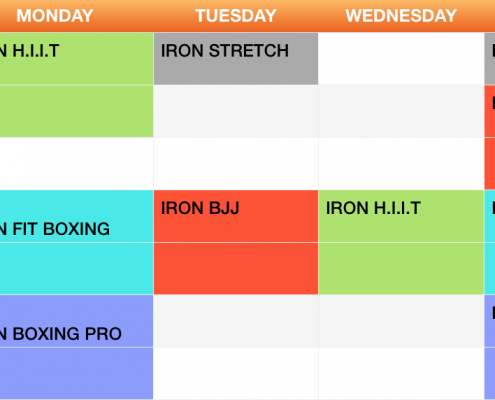 MONDAY TUESDAY WEDNESDAY
N H.I.I.T IRON STRETCH
IRON BJJ IRON H.I.I.T
N FIT BOXING
N BOXING PRO